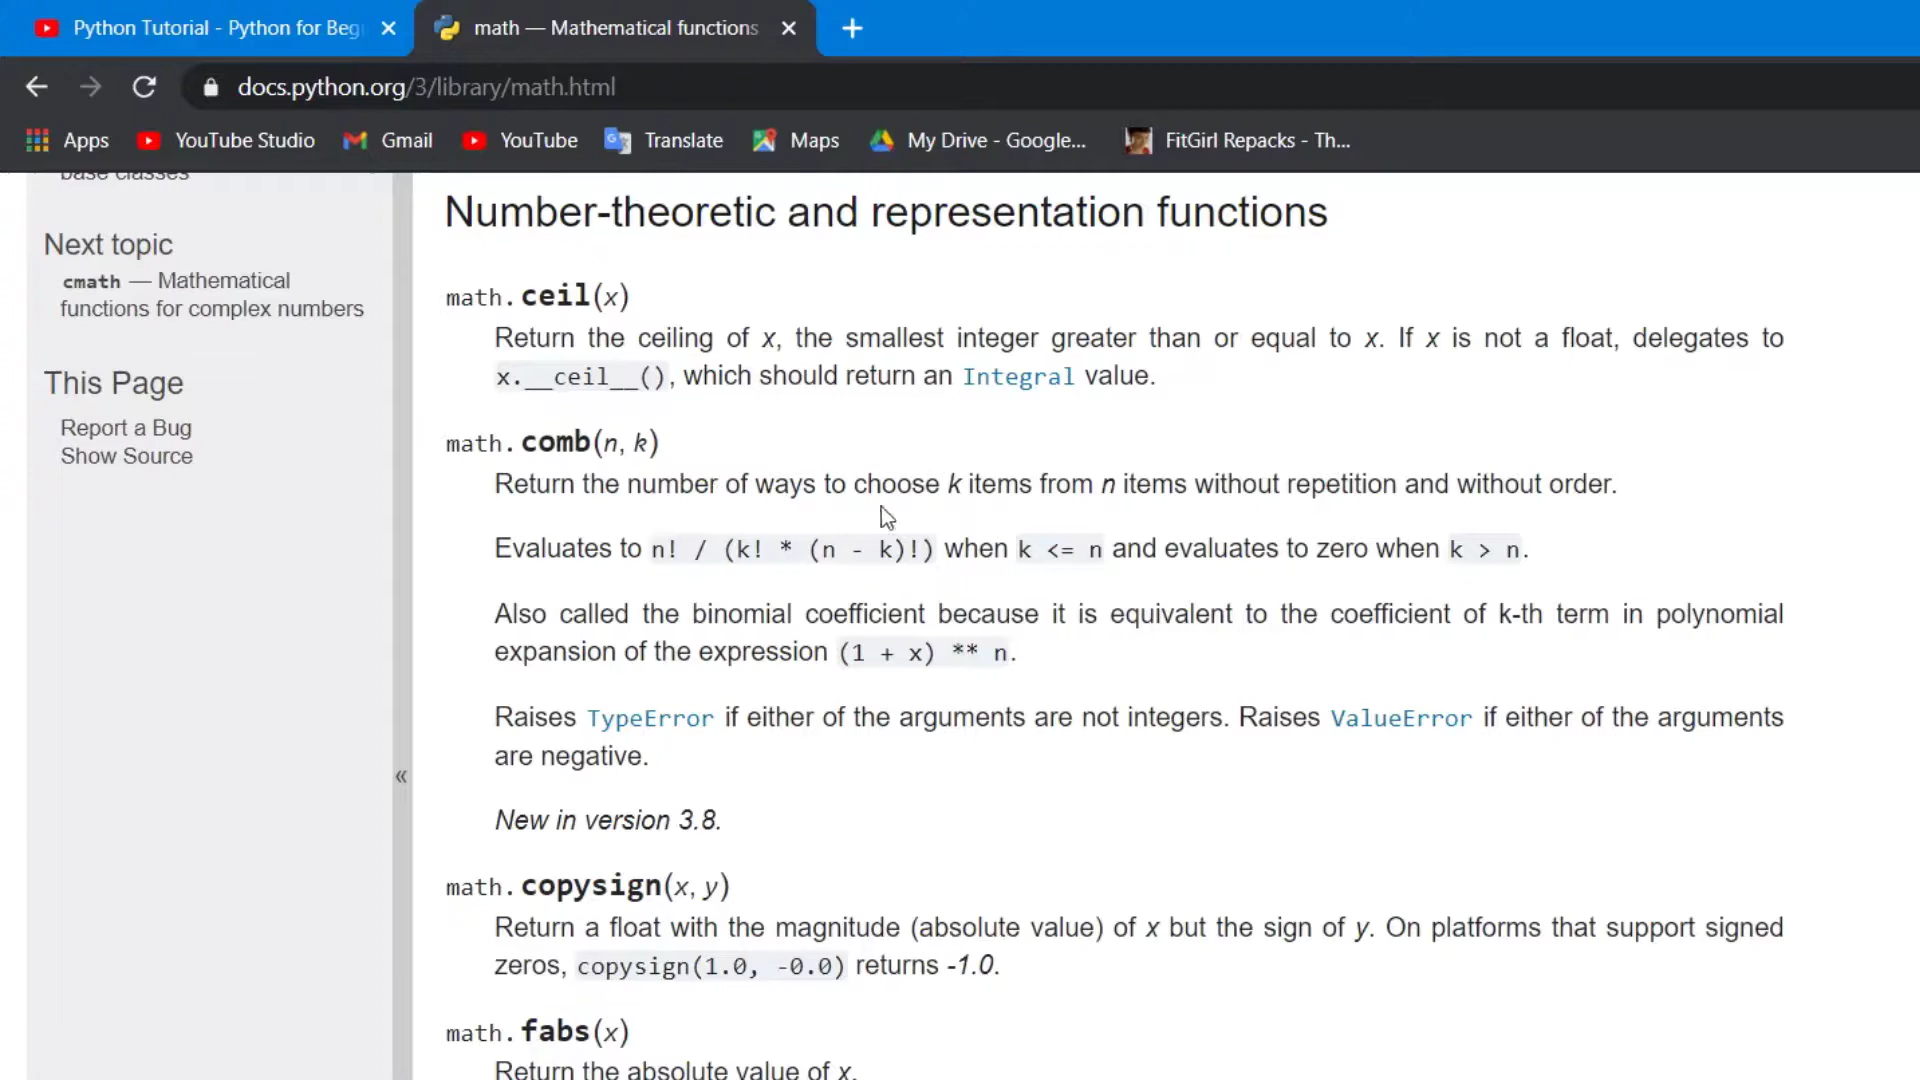 Python Tutorial - Python for Beg
math — Mathematical functions
docs.python.org/3/library/math.html
Apps
YouTube Studio
Gmail
YouTube
Translate
Maps
My Drive - Google...
FitGirl Repacks - Th...
base classes
Next topic
cmath — Mathematical
functions for complex numbers
This Page
Report a Bug
Show Source
«
Number-theoretic and representation functions
math.ceil(x)
Return the ceiling of x, the smallest integer greater than or equal to x. If x is not a float, delegates to
x.__ceil__(), which should return an Integral value.
math.comb(n, k)
Return the number of ways to choose k items from n items without repetition and without order.
Evaluates to n! / (k! * (n - k)!) when k <= n and evaluates to zero when k > n.
Also called the binomial coefficient because it is equivalent to the coefficient of k-th term in polynomial
expansion of the expression (1 + x) ** n.
Raises TypeError if either of the arguments are not integers. Raises ValueError if either of the arguments
are negative.
New in version 3.8.
math.copysign(x, y)
Return a float with the magnitude (absolute value) of x but the sign of y. On platforms that support signed
zeros, copysign(1.0, -0.0) returns -1.0.
math.fabs(x)
Return the absolute value of x.